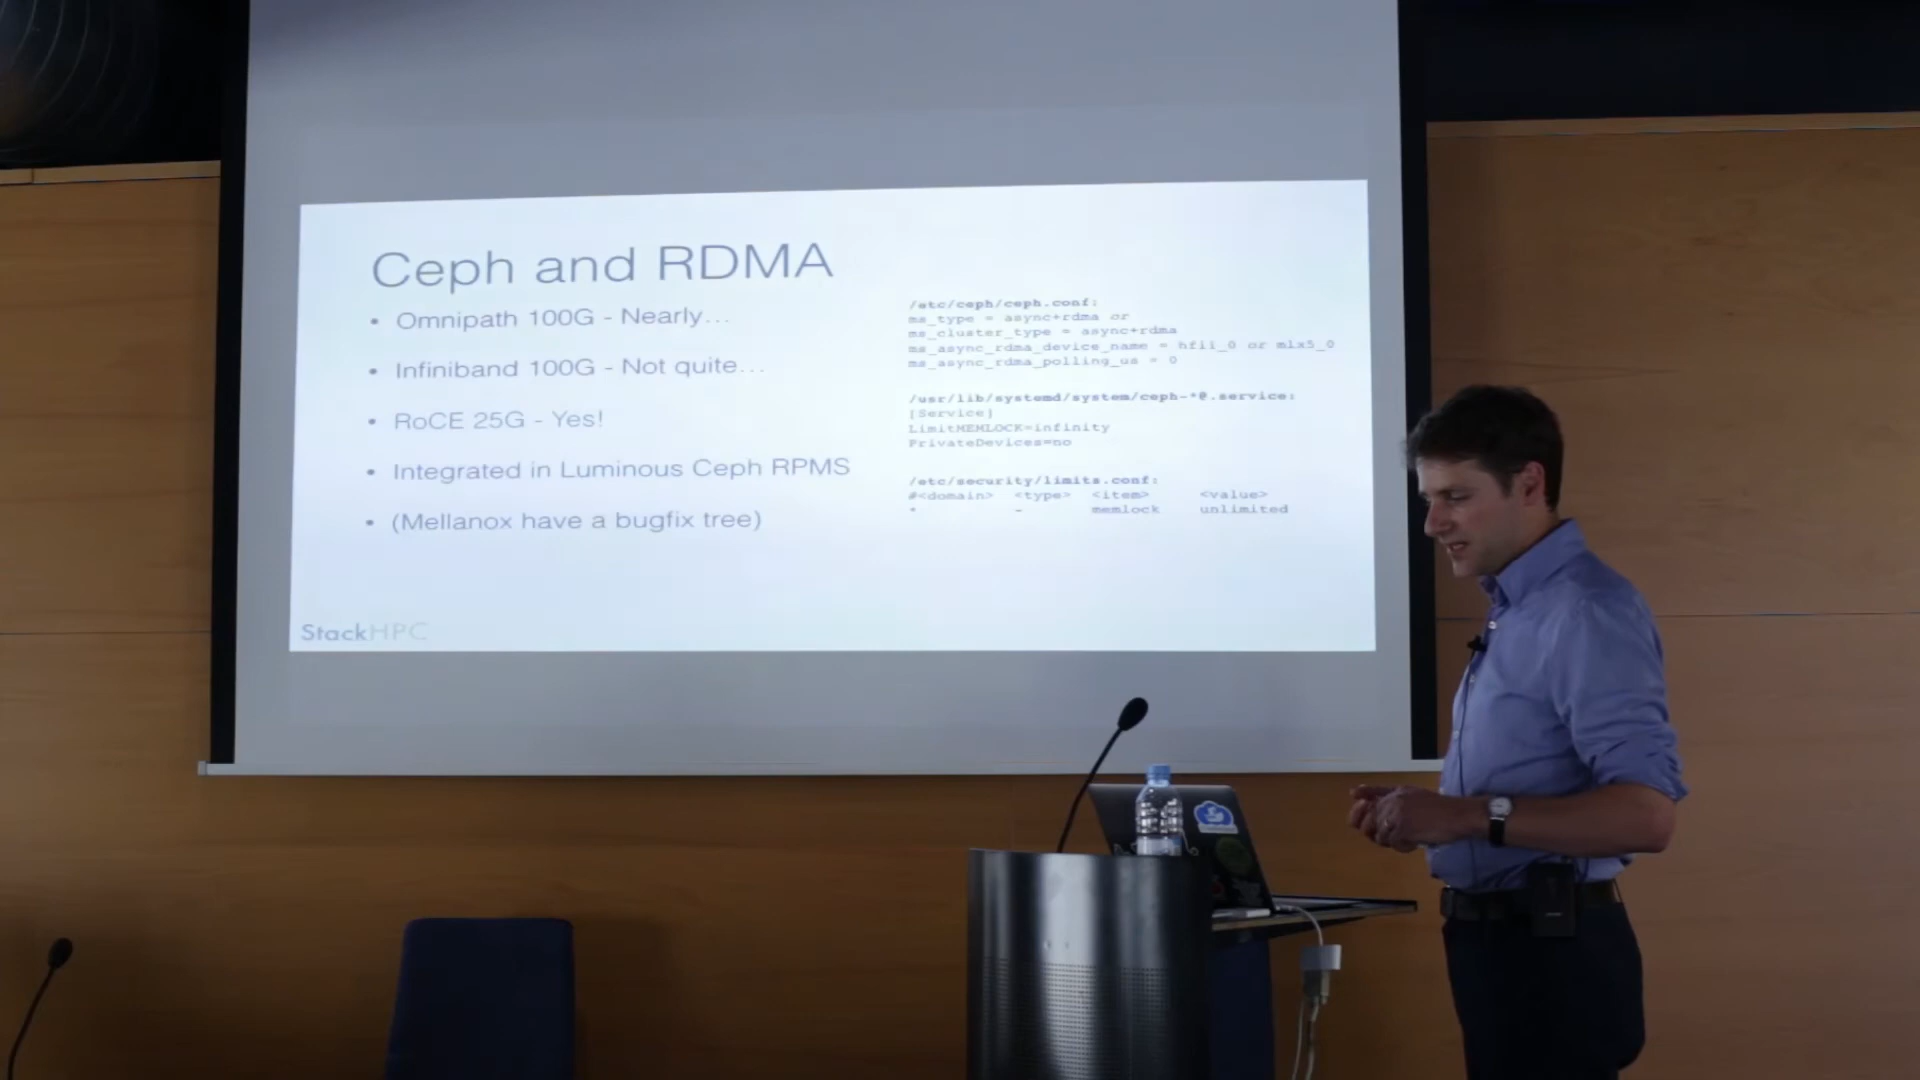 Ceph and RDMA
• Omnipath 100G - Nearly...
• Infiniband 100G - Not quite...
• RoCE 25G - Yes!
• Integrated in Luminous Ceph RPMS
• (Mellanox have a bugfix tree)
/etc/ceph/ceph.conf:
ms_type = async+rdma or
ms_cluster_type = async+rdma
ms_async_rdma_device_name = hfi1_0 or mlx5_0
ms_async_rdma_polling_us = 0
/usr/lib/systemd/system/ceph-*@.service:
[Service]
LimitMEMLOCK=infinity
PrivateDevices=no
/etc/security/limits.conf:
#<domain> <type> <item> <value>
* - memlock unlimited
StackHPC